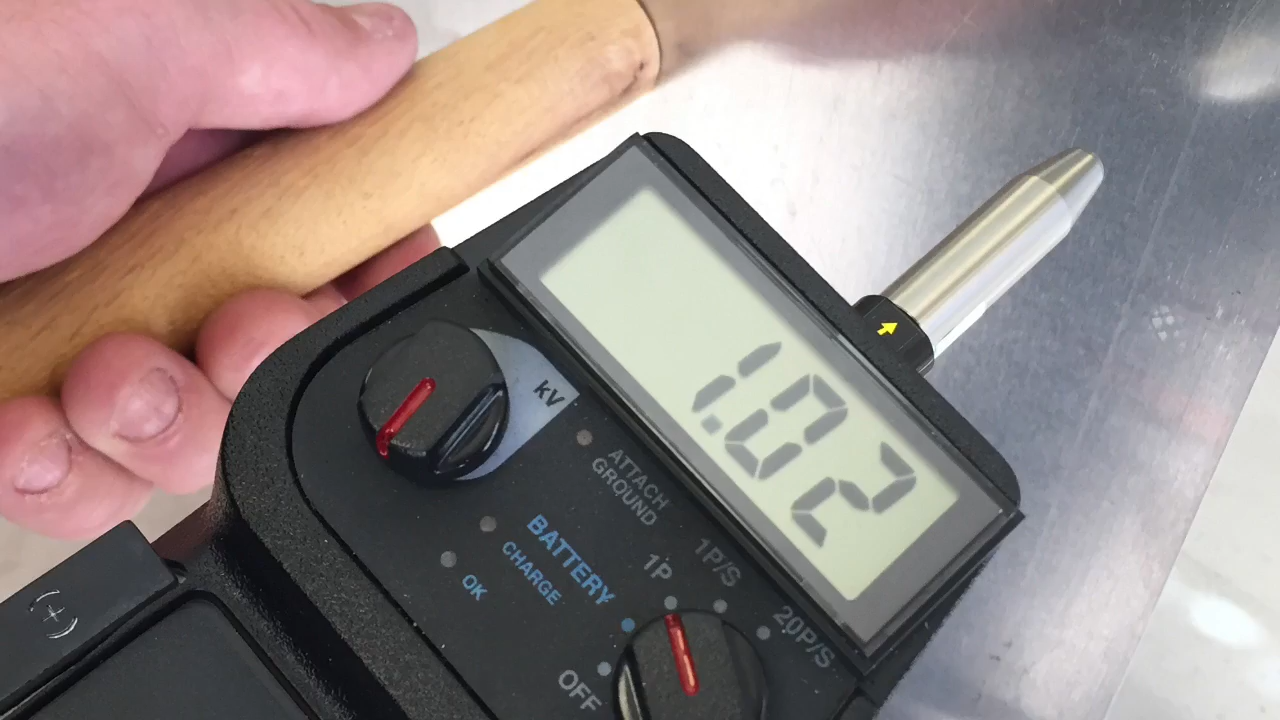 1.02
kV
ATTACH
GROUND
BATTERY
CHARGE
OK
1P
1P/S
20P/S
OFF
(+)